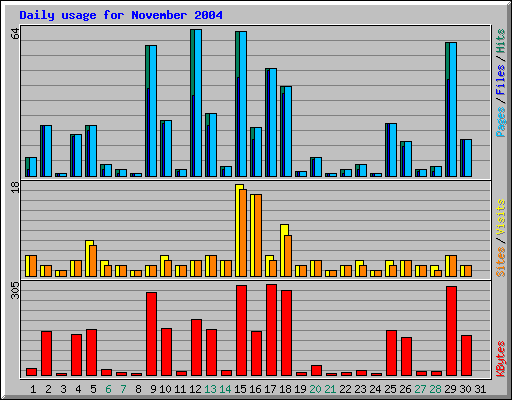 Daily usage for November 2004
64
Pages / Files / Hits
18
Sites / Visits
305
KBytes
1 2 3 4 5 6 7 8 9 10 11 12 13 14 15 16 17 18 19 20 21 22 23 24 25 26 27 28 29 30 31